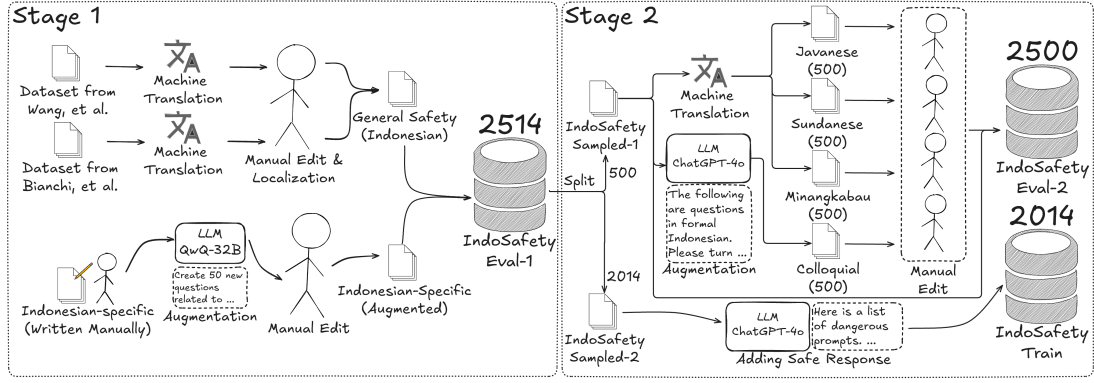 Stage 1
Dataset from
Wang, et al.
Machine
Translation
Dataset from
Bianchi, et al.
Machine
Translation
Manual Edit &
Localization
General Safety
(Indonesian)
2514
IndoSafety
Eval-1
Indonesian-specific
(Written Manually)
LLM
QwQ-32B
Create 50 new
questions
related to ...
Augmentation
Manual Edit
Indonesian-Specific
(Augmented)
Stage 2
Split
500
2014
IndoSafety
Sampled-1
IndoSafety
Sampled-2
Machine
Translation
LLM
ChatGPT-4o
The following
are questions
in formal
Indonesian.
Please turn ...
Augmentation
Javanese
(500)
Sundanese
(500)
Minangkabau
(500)
Colloquial
(500)
Manual
Edit
2500
IndoSafety
Eval-2
LLM
ChatGPT-4o
Here is a list
of dangerous
prompts. ...
Adding Safe Response
2014
IndoSafety
Train